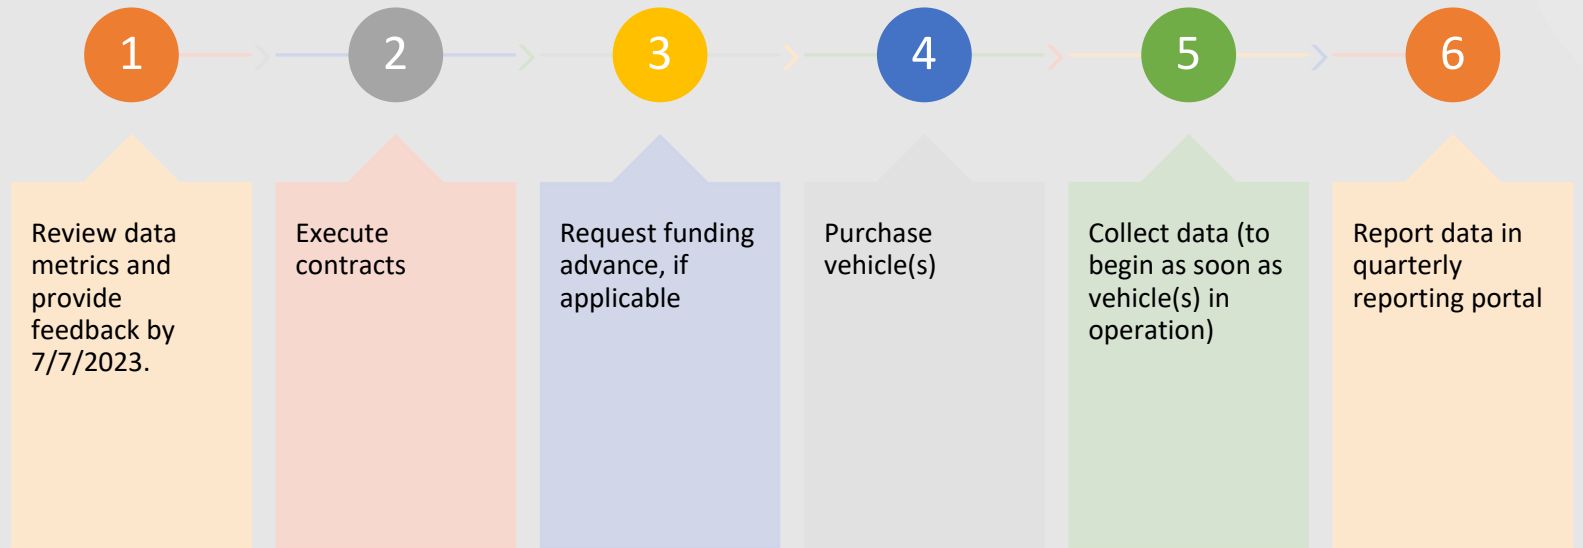 1
2
3
4
5
6
Review data
metrics and
provide
feedback by
7/7/2023.
Execute
contracts
Request funding
advance, if
applicable
Purchase
vehicle(s)
Collect data (to
begin as soon as
vehicle(s) in
operation)
Report data in
quarterly
reporting portal